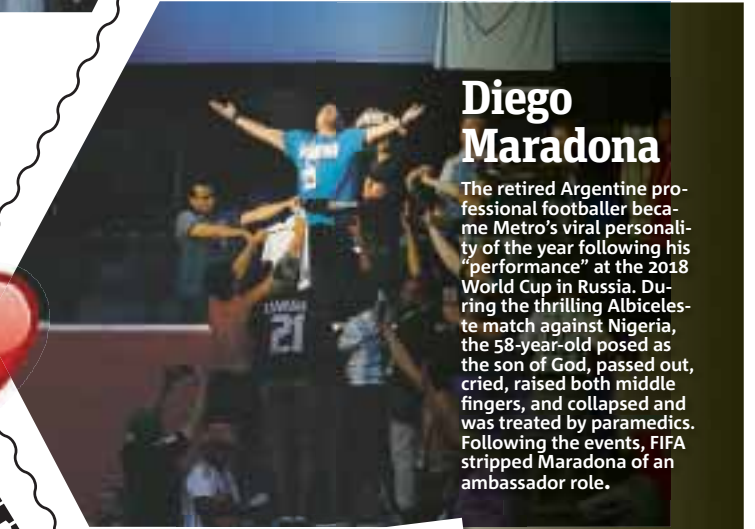 Diego
Maradona
The retired Argentine pro-
fessional footballer beca-
me Metro's viral personali-
ty of the year following his
"performance" at the 2018
World Cup in Russia. Du-
ring the thrilling Albiceles-
te match against Nigeria,
the 58-year-old posed as
the son of God, passed out,
cried, raised both middle
fingers, and collapsed and
was treated by paramedics.
Following the events, FIFA
stripped Maradona of an
ambassador role.
21